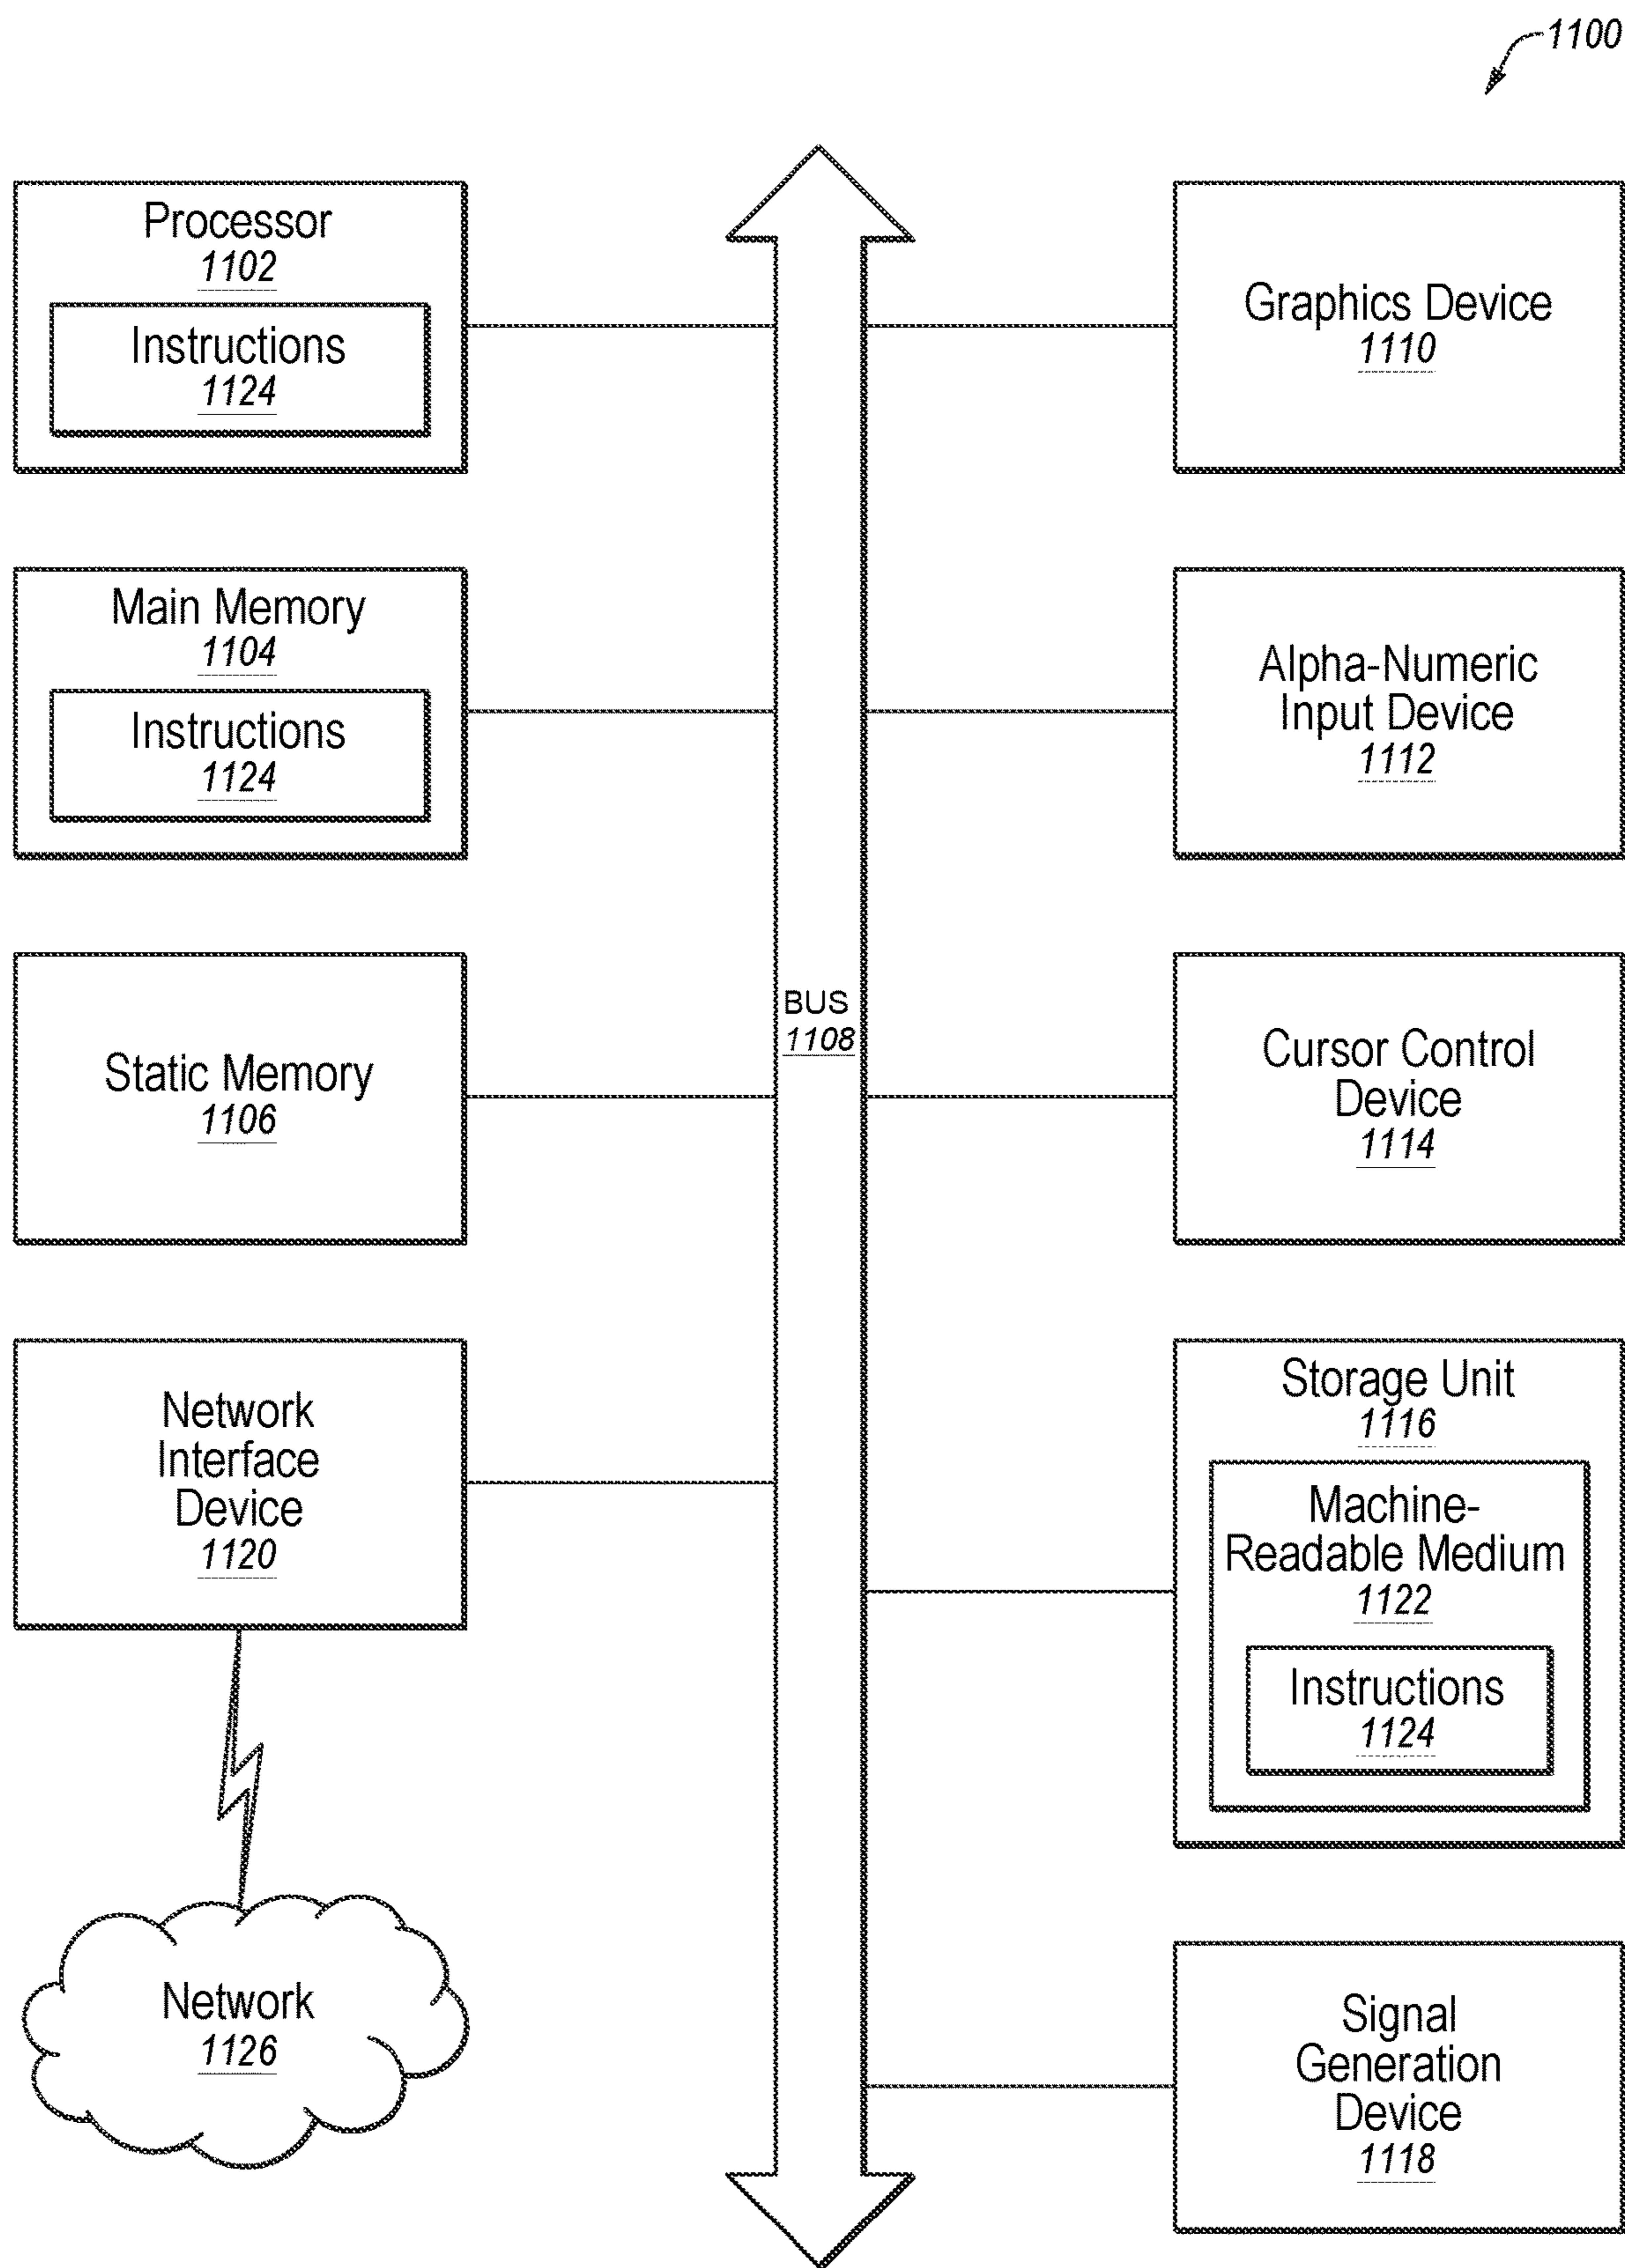 1100
Processor
1102
Instructions
1124
Main Memory
1104
Instructions
1124
Static Memory
1106
Network
Interface
Device
1120
Network
1126
BUS
1108
Graphics Device
1110
Alpha-Numeric
Input Device
1112
Cursor Control
Device
1114
Storage Unit
1116
Machine-
Readable Medium
1122
Instructions
1124
Signal
Generation
Device
1118